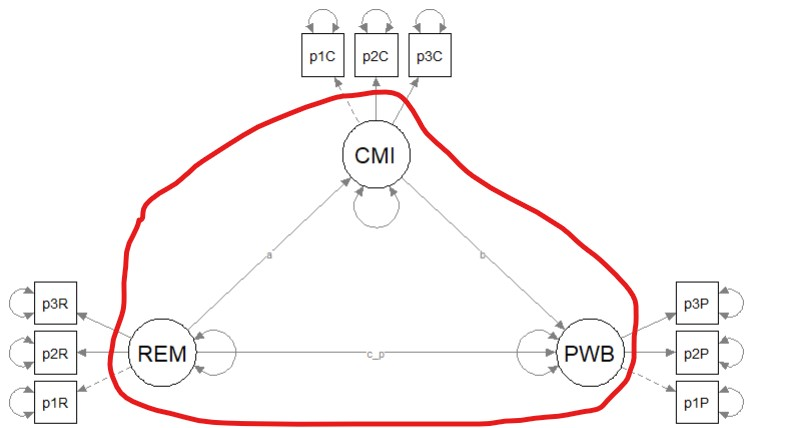 p1C p2C p3C
CMI
a b
p3R p3P
REM c_p PWB
p2R p2P
p1R p1P